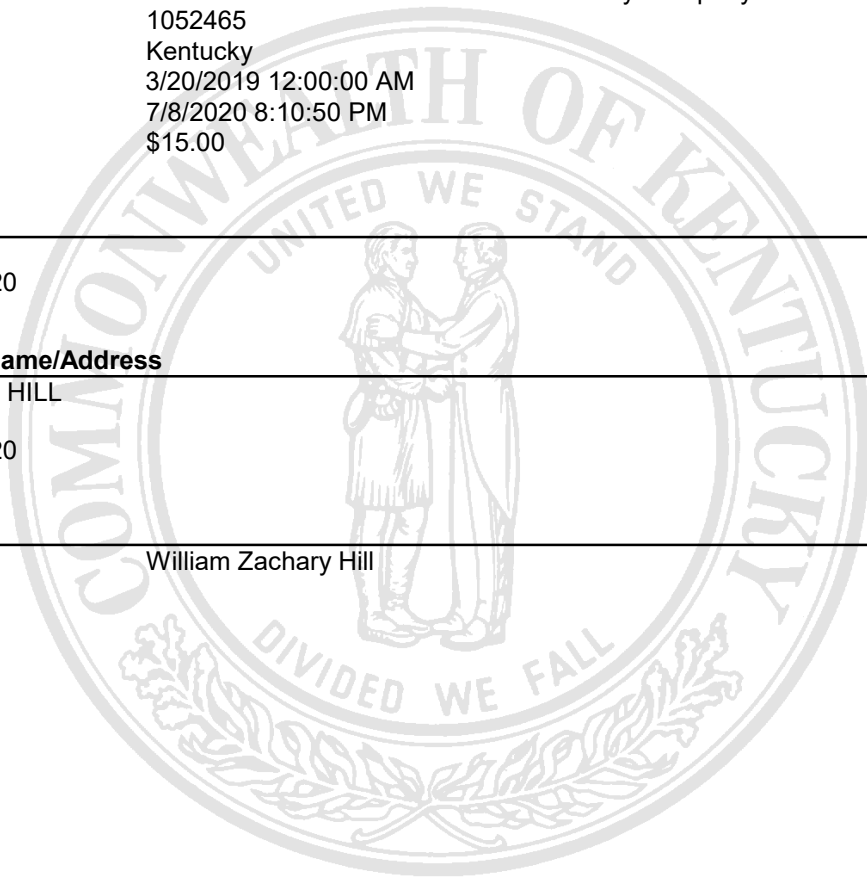 1052465
Kentucky
3/20/2019 12:00:00 AM
7/8/2020 8:10:50 PM
$15.00
20
ame/Address
HILL
20
William Zachary Hill
COMMONWEALTH OF KENTUCKY
UNITED WE STAND
DIVIDED WE FALL